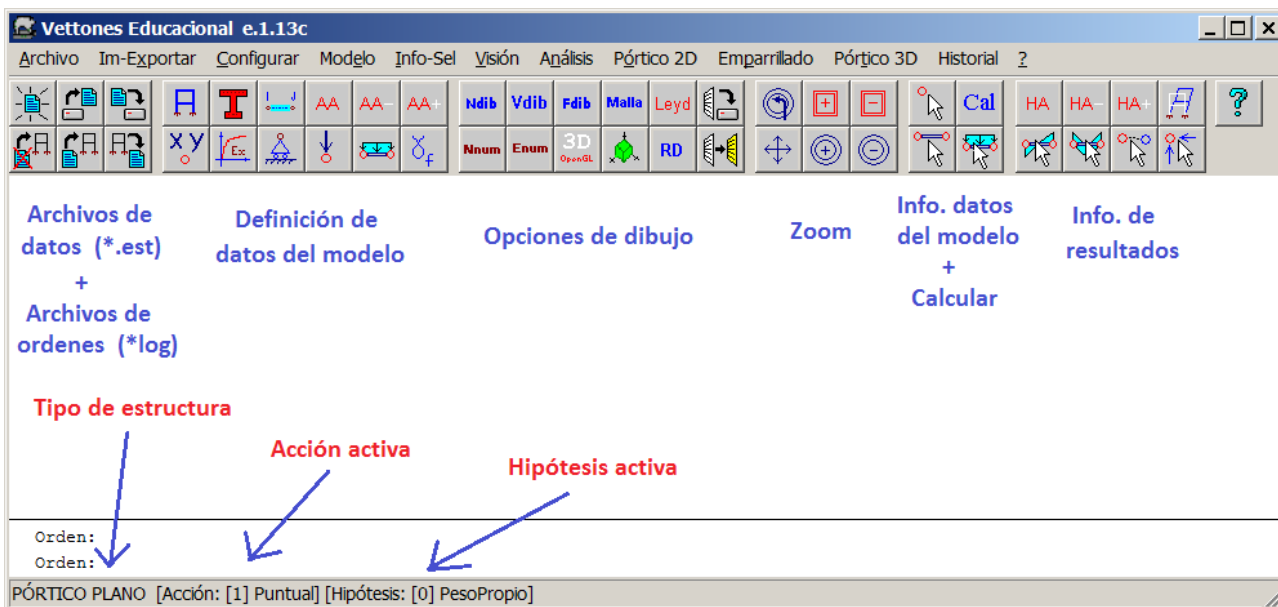 Vettones Educacional e.1.13c
Archivo Im-Exportar Configurar Modelo Info-Sel Visión Análisis Pórtico 2D Emparrillado Pórtico 3D Historial ?
AA AA- AA+ Ndib Vdib Fdib Malla Leyd Cal HA HA- HA+ ?
X Y Ex γf Nnum Enum 3D OpenGL RD
Archivos de
datos (*.est)
+
Archivos de
ordenes (*log)
Definición de
datos del modelo
Opciones de dibujo
Zoom
Info. datos
del modelo
+
Calcular
Info. de
resultados
Tipo de estructura
Acción activa
Hipótesis activa
Orden:
Orden:
PÓRTICO PLANO [Acción: [1] Puntual] [Hipótesis: [0] PesoPropio]